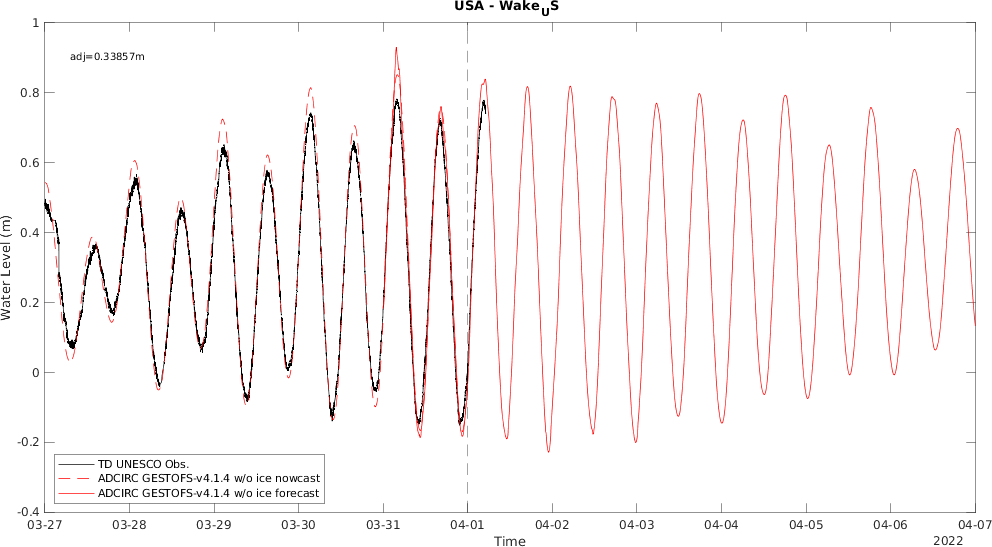 USA - Wake_US
adj=0.33857m
1
0.8
0.6
0.4
0.2
0
-0.2
-0.4
Water Level (m)
TD UNESCO Obs.
ADCIRC GESTOFS-v4.1.4 w/o ice nowcast
ADCIRC GESTOFS-v4.1.4 w/o ice forecast
03-27 03-28 03-29 03-30 03-31 04-01 04-02 04-03 04-04 04-05 04-06 04-07
Time
2022